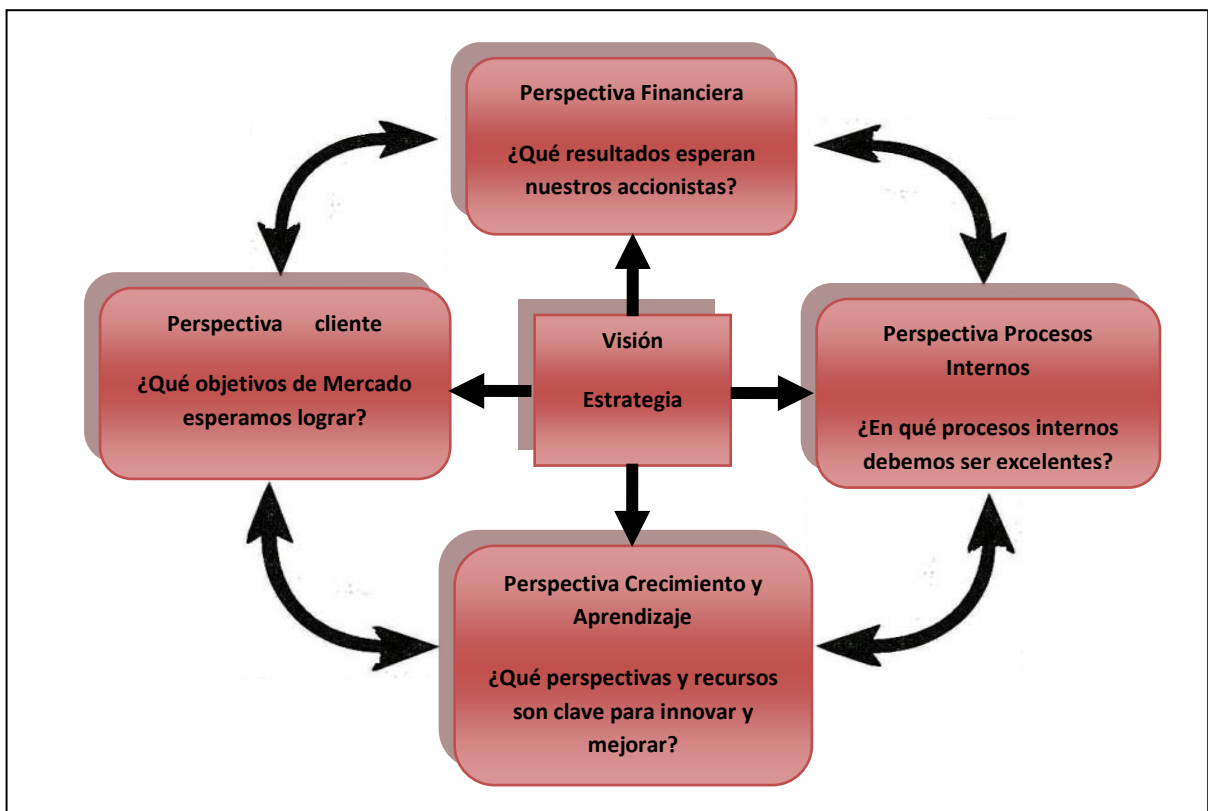 Perspectiva Financiera
¿Qué resultados esperan
nuestros accionistas?
Perspectiva cliente
¿Qué objetivos de Mercado
esperamos lograr?
Visión
Estrategia
Perspectiva Procesos
Internos
¿En qué procesos internos
debemos ser excelentes?
Perspectiva Crecimiento y
Aprendizaje
¿Qué perspectivas y recursos
son clave para innovar y
mejorar?